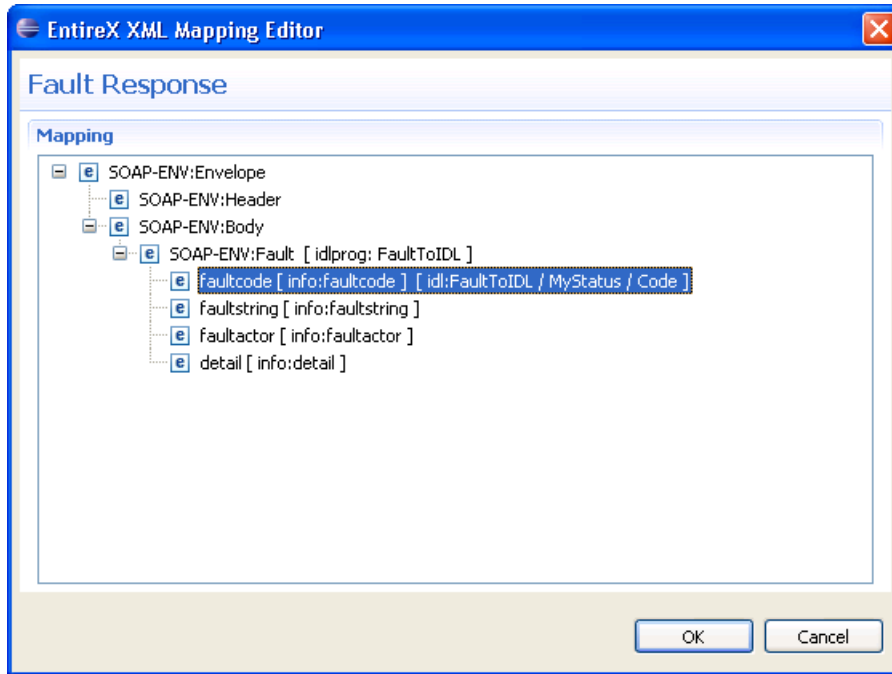 EntireX XML Mapping Editor
Fault Response
Mapping
SOAP-ENV:Envelope
SOAP-ENV:Header
SOAP-ENV:Body
SOAP-ENV:Fault [ idlprog: FaultToIDL ]
faultcode [ info:faultcode ] [ idl:FaultToIDL / MyStatus / Code ]
faultstring [ info:faultstring ]
faultactor [ info:faultactor ]
detail [ info:detail ]
OK Cancel